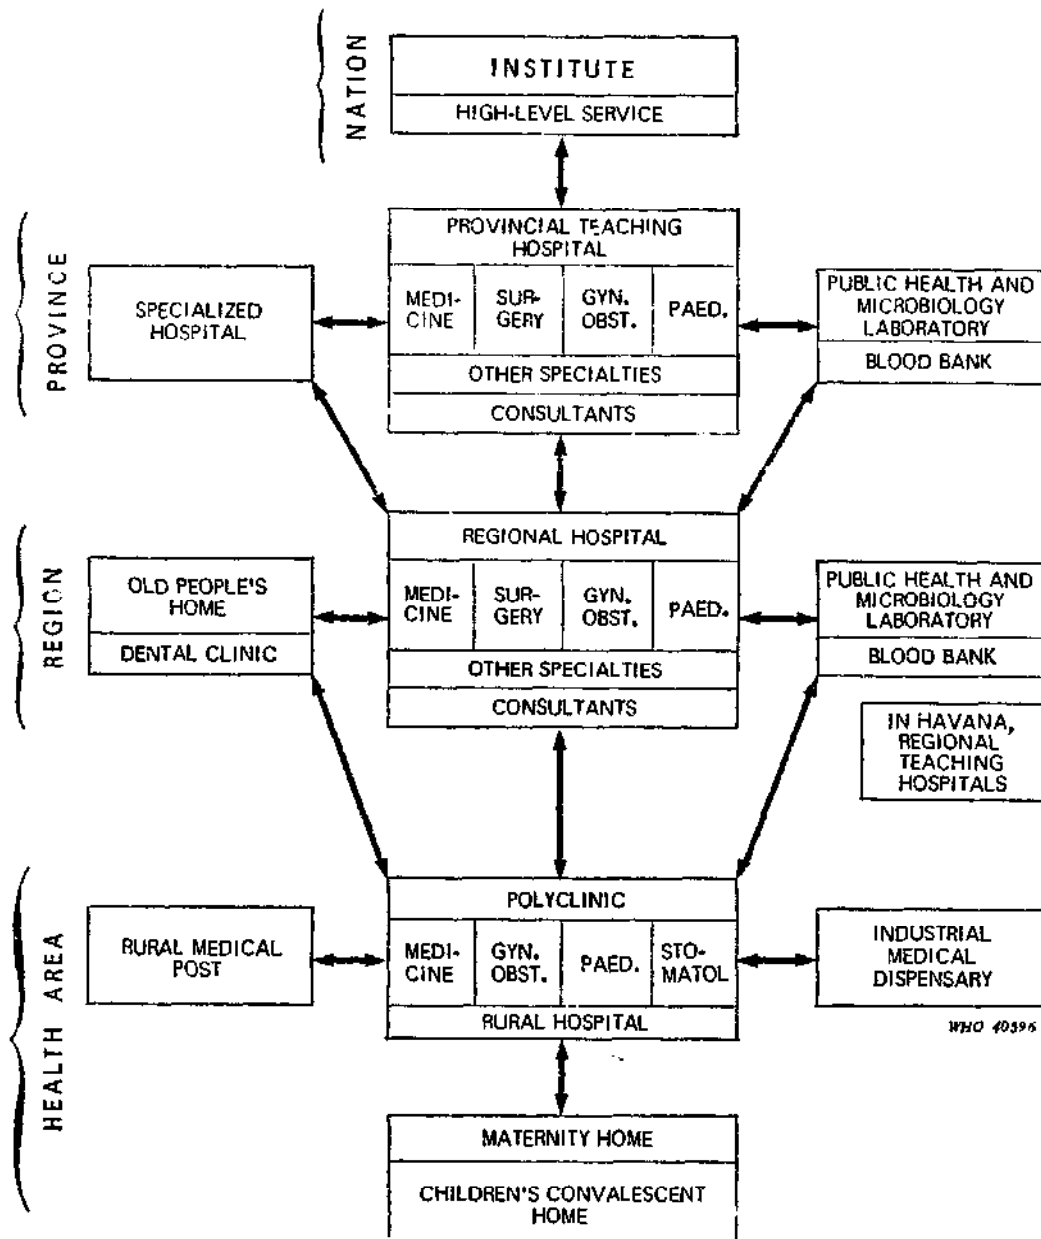 NATION
INSTITUTE
HIGH-LEVEL SERVICE
PROVINCE
SPECIALIZED
HOSPITAL
PROVINCIAL TEACHING
HOSPITAL
MEDI-
CINE
SUR-
GERY
GYN.
OBST.
PAED.
OTHER SPECIALTIES
CONSULTANTS
PUBLIC HEALTH AND
MICROBIOLOGY
LABORATORY
BLOOD BANK
REGION
OLD PEOPLE'S
HOME
DENTAL CLINIC
REGIONAL HOSPITAL
MEDI-
CINE
SUR-
GERY
GYN.
OBST.
PAED.
OTHER SPECIALTIES
CONSULTANTS
PUBLIC HEALTH AND
MICROBIOLOGY
LABORATORY
BLOOD BANK
IN HAVANA,
REGIONAL
TEACHING
HOSPITALS
HEALTH AREA
RURAL MEDICAL
POST
POLYCLINIC
MEDI-
CINE
GYN.
OBST.
PAED.
STO-
MATOL
RURAL HOSPITAL
INDUSTRIAL
MEDICAL
DISPENSARY
WHO 40596
MATERNITY HOME
CHILDREN'S CONVALESCENT
HOME